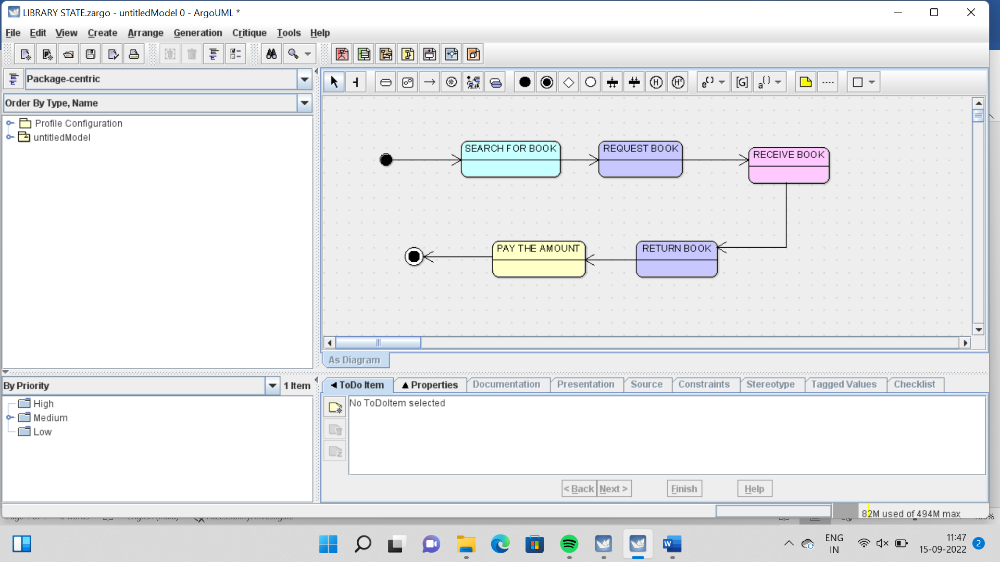 LIBRARY STATE.zargo - untitledModel 0 - ArgoUML *
File Edit View Create Arrange Generation Critique Tools Help
Package-centric
Order By Type, Name
Profile Configuration
untitledModel
SEARCH FOR BOOK
REQUEST BOOK
RECEIVE BOOK
PAY THE AMOUNT
RETURN BOOK
As Diagram
By Priority
1 Item
High
Medium
Low
ToDo Item
Properties
Documentation
Presentation
Source
Constraints
Stereotype
Tagged Values
Checklist
No ToDoItem selected
< Back
Next >
Finish
Help
82M used of 494M max
ENG
IN
11:47
15-09-2022
2